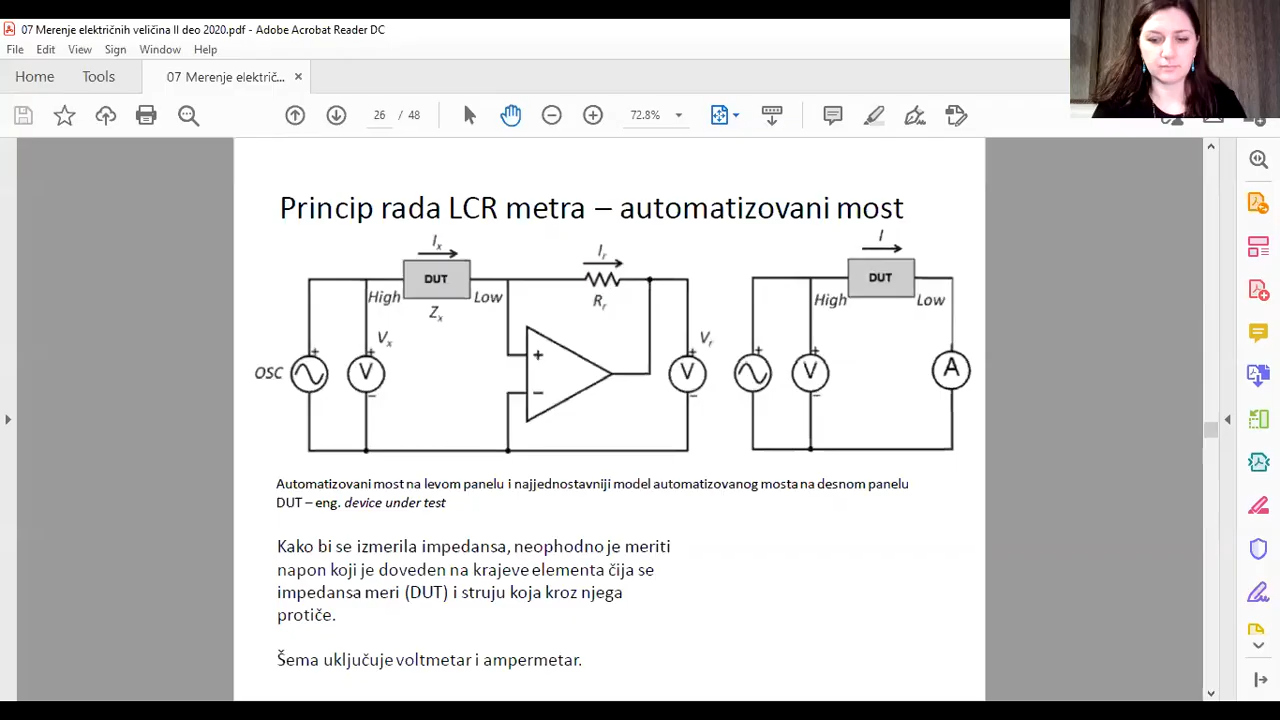 07 Merenje električnih veličina II deo 2020.pdf - Adobe Acrobat Reader DC
File Edit View Sign Window Help
Home Tools 07 Merenje električ... ×
26 / 48 72.8%
Princip rada LCR metra – automatizovani most
Ix Ir I
DUT DUT
High Low Rr High Low
Zx
Vx Vr
+ + + + + +
OSC V V V A
– – – –
Automatizovani most na levom panelu i najjednostavniji model automatizovanog mosta na desnom panelu
DUT – eng. device under test
Kako bi se izmerila impedansa, neophodno je meriti
napon koji je doveden na krajeve elementa čija se
impedansa meri (DUT) i struju koja kroz njega
protiče.
Šema uključuje voltmetar i ampermetar.